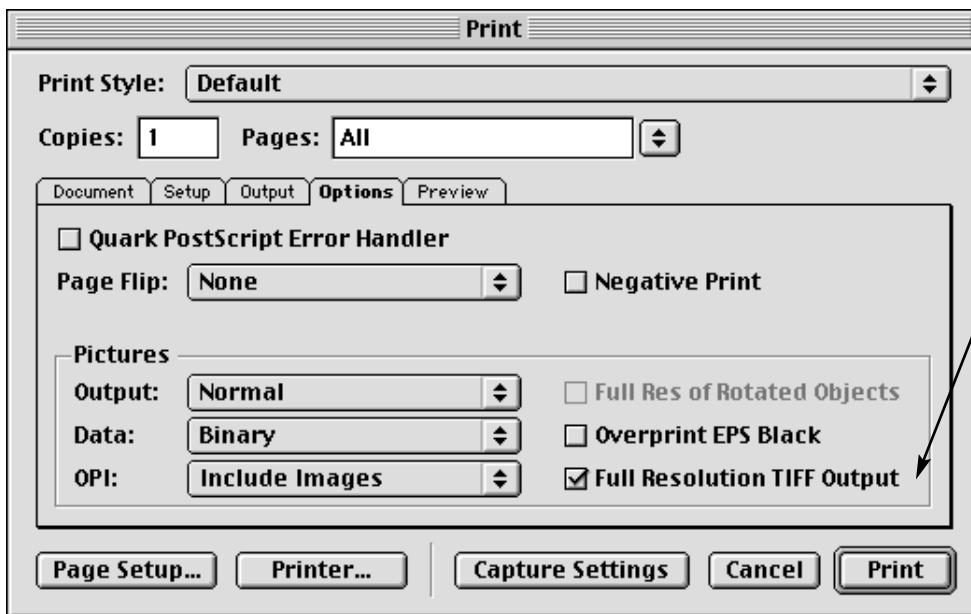 Print
Print Style: Default
Copies: 1 Pages: All
Document Setup Output Options Preview
Quark PostScript Error Handler
Page Flip: None Negative Print
Pictures
Output: Normal Full Res of Rotated Objects
Data: Binary Overprint EPS Black
OPI: Include Images Full Resolution TIFF Output
Page Setup... Printer... Capture Settings Cancel Print